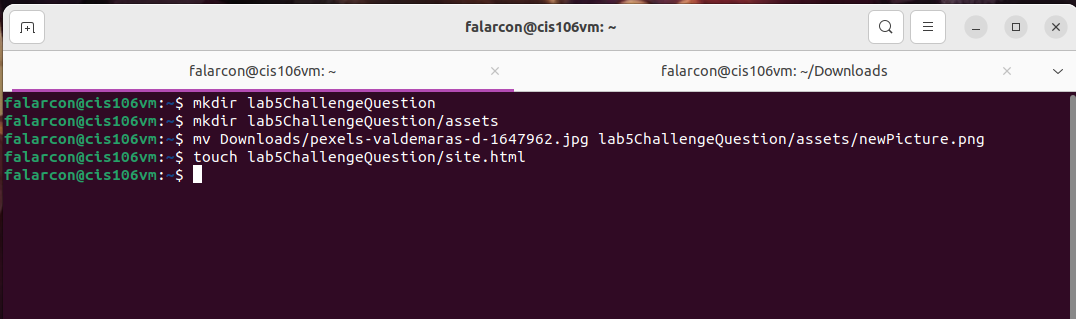 falarcon@cis106vm: ~
falarcon@cis106vm: ~
falarcon@cis106vm: ~/Downloads
falarcon@cis106vm:~$ mkdir lab5ChallengeQuestion
falarcon@cis106vm:~$ mkdir lab5ChallengeQuestion/assets
falarcon@cis106vm:~$ mv Downloads/pexels-valdemaras-d-1647962.jpg lab5ChallengeQuestion/assets/newPicture.png
falarcon@cis106vm:~$ touch lab5ChallengeQuestion/site.html
falarcon@cis106vm:~$